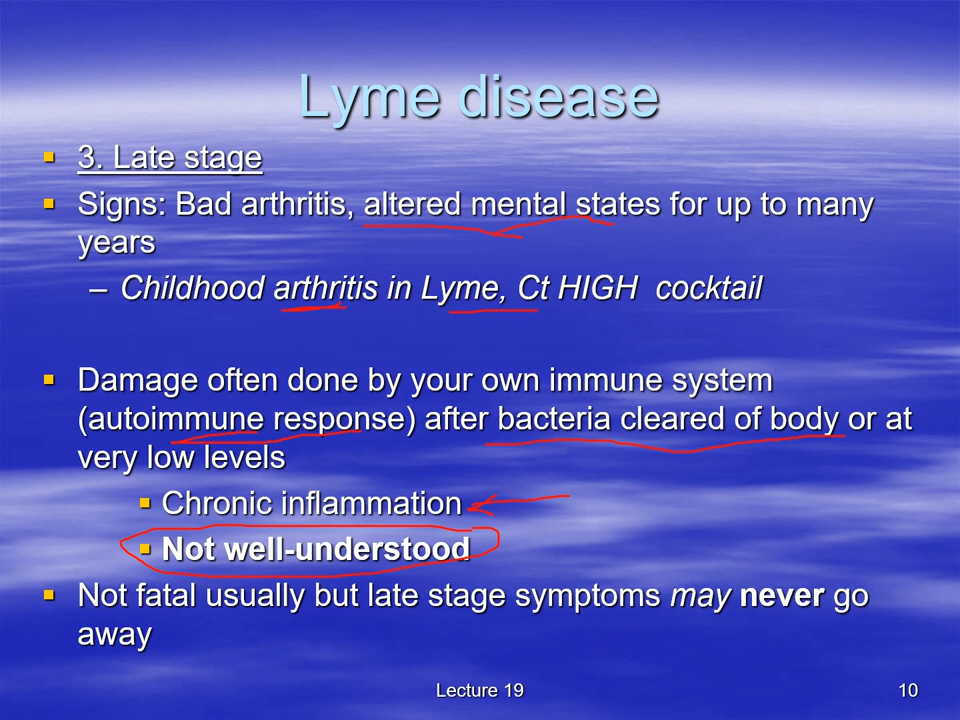 Lyme disease
3. Late stage
Signs: Bad arthritis, altered mental states for up to many
years
– Childhood arthritis in Lyme, Ct HIGH cocktail
Damage often done by your own immune system
(autoimmune response) after bacteria cleared of body or at
very low levels
Chronic inflammation
Not well-understood
Not fatal usually but late stage symptoms may never go
away
Lecture 19
10